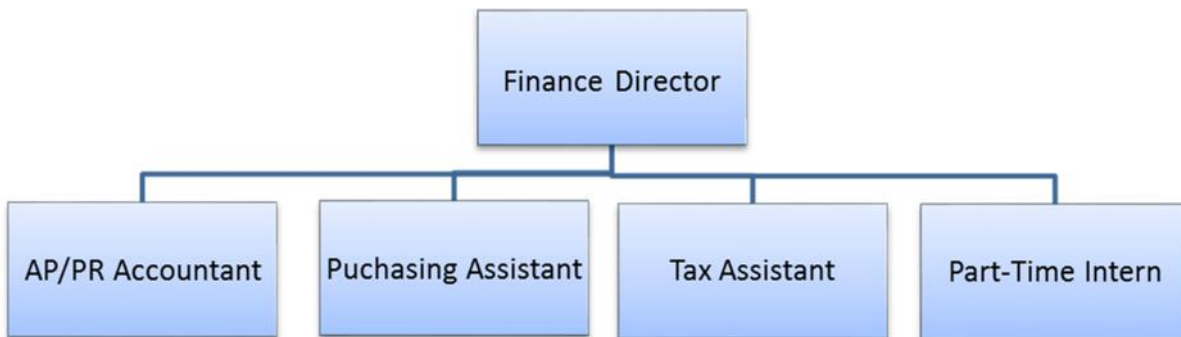 Finance Director
AP/PR Accountant
Puchasing Assistant
Tax Assistant
Part-Time Intern